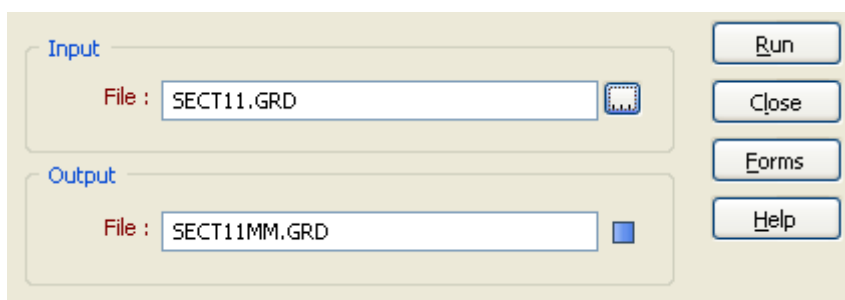 Input
File : SECT11.GRD ...
Output
File : SECT11MM.GRD
Run
Close
Forms
Help